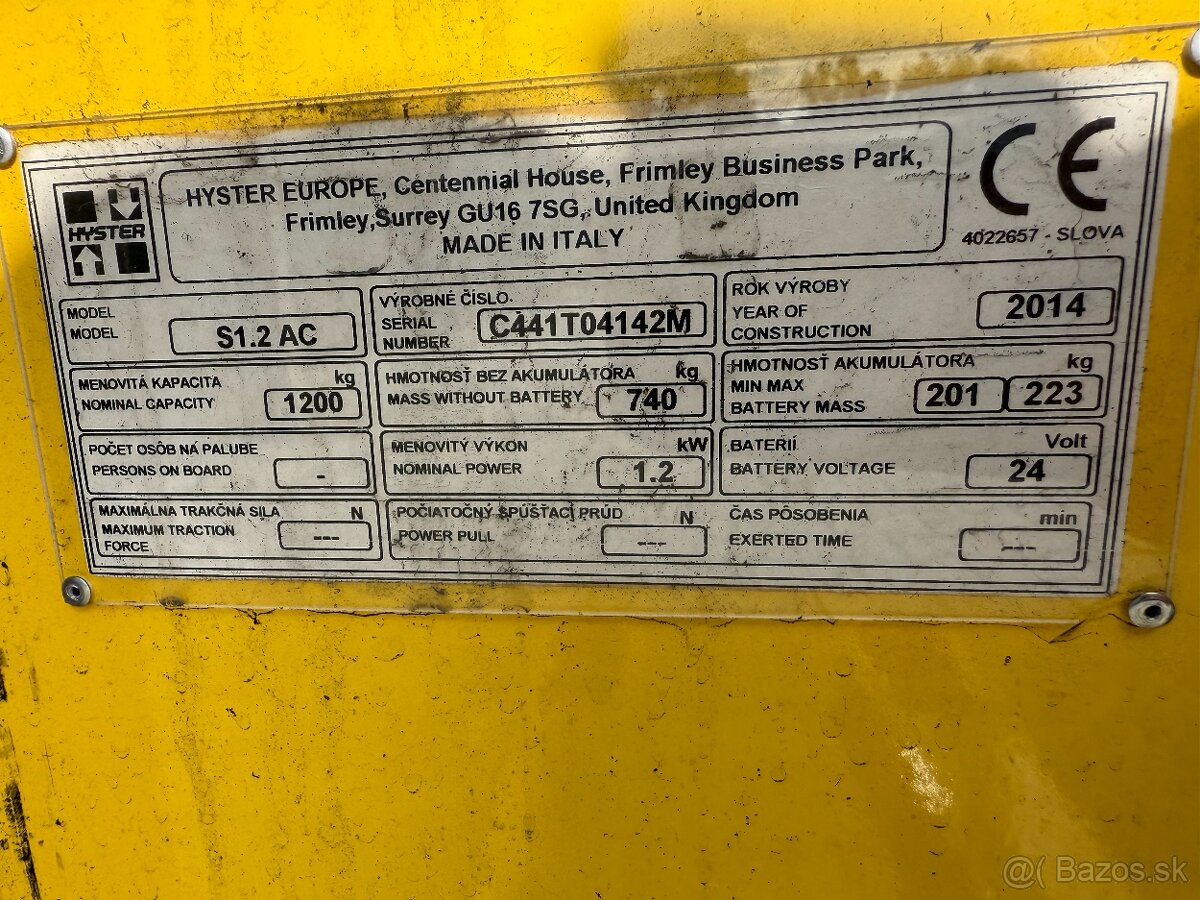 HYSTER
HYSTER EUROPE, Centennial House, Frimley Business Park,
Frimley,Surrey GU16 7SG, United Kingdom
MADE IN ITALY
CE
4022657 - SLOVA
MODEL
MODEL
S1.2 AC
VÝROBNÉ ČÍSLO
SERIAL
NUMBER
C441T04142M
ROK VÝROBY
YEAR OF
CONSTRUCTION
2014
MENOVITÁ KAPACITA kg
NOMINAL CAPACITY
1200
HMOTNOSŤ BEZ AKUMULÁTORA kg
MASS WITHOUT BATTERY
740
HMOTNOSŤ AKUMULÁTORA kg
MIN MAX
BATTERY MASS
201 223
POČET OSÔB NA PALUBE
PERSONS ON BOARD
-
MENOVITÝ VÝKON kW
NOMINAL POWER
1.2
BATERIÍ Volt
BATTERY VOLTAGE
24
MAXIMÁLNA TRAKČNÁ SILA N
MAXIMUM TRACTION
FORCE
---
POČIATOČNÝ SPÚŠŤACÍ PRÚD N
POWER PULL
---
ČAS PÔSOBENIA min
EXERTED TIME
---
@( Bazos.sk